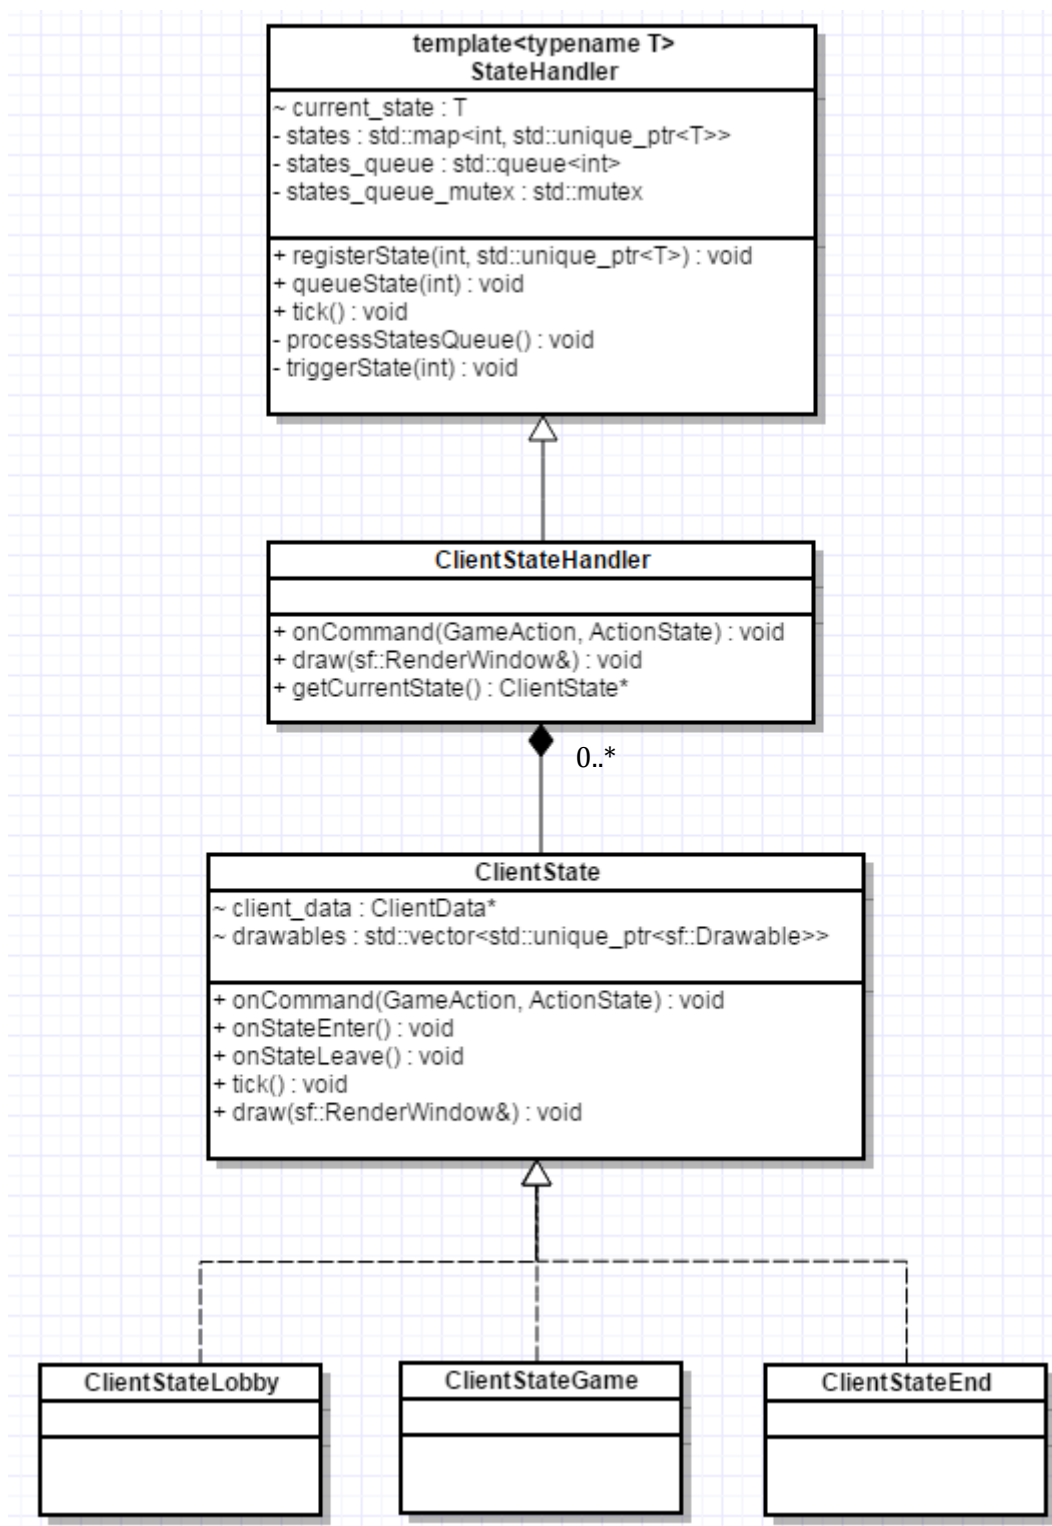 template<typename T>
StateHandler
~ current_state : T
- states : std::map<int, std::unique_ptr<T>>
- states_queue : std::queue<int>
- states_queue_mutex : std::mutex
+ registerState(int, std::unique_ptr<T>) : void
+ queueState(int) : void
+ tick() : void
- processStatesQueue() : void
- triggerState(int) : void
ClientStateHandler
+ onCommand(GameAction, ActionState) : void
+ draw(sf::RenderWindow&) : void
+ getCurrentState() : ClientState*
0..*
ClientState
~ client_data : ClientData*
~ drawables : std::vector<std::unique_ptr<sf::Drawable>>
+ onCommand(GameAction, ActionState) : void
+ onStateEnter() : void
+ onStateLeave() : void
+ tick() : void
+ draw(sf::RenderWindow&) : void
ClientStateLobby
ClientStateGame
ClientStateEnd